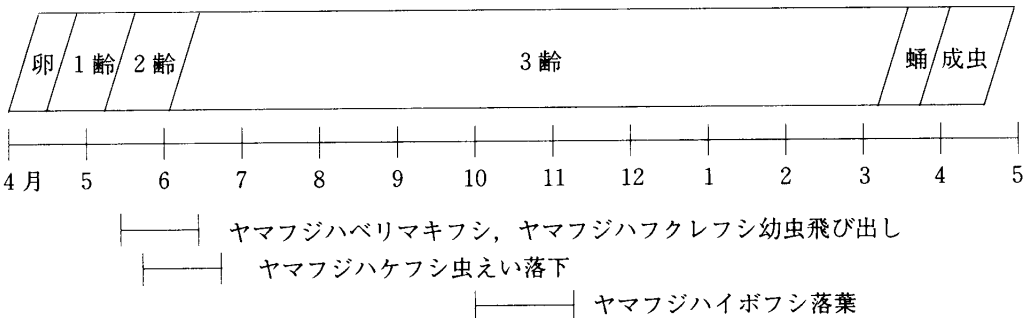 卵 1齢 2齢 3齢 蛹 成虫
4月 5 6 7 8 9 10 11 12 1 2 3 4 5
ヤマフジハベリマキフシ，ヤマフジハフクレフシ幼虫飛び出し
ヤマフジハケフシ虫えい落下
ヤマフジハイボフシ落葉